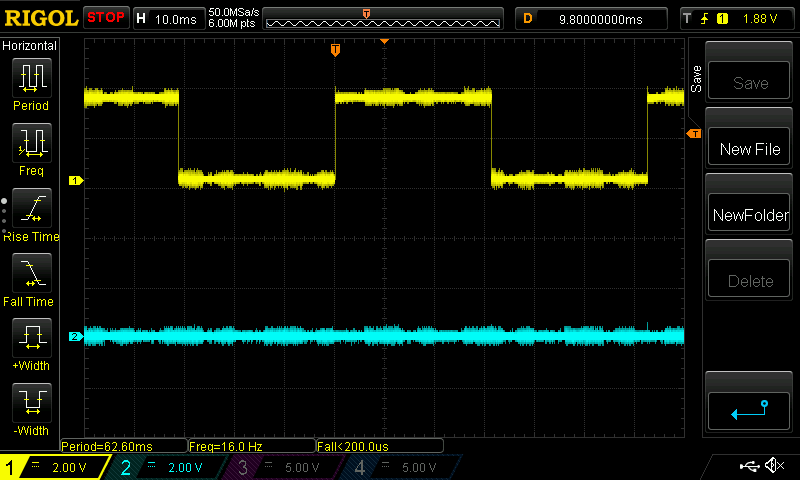 RIGOL STOP H 10.0ms 50.0MSa/s 6.00M pts T D 9.80000000ms T 1 1.88 V
Horizontal
Period
Freq
Rise Time
Fall Time
+Width
-Width
T
1
2
T
Save
Save
New File
NewFolder
Delete
Period=62.60ms Freq=16.0 Hz Fall<200.0us
1 = 2.00 V 2 = 2.00 V 3 = 5.00 V 4 = 5.00 V